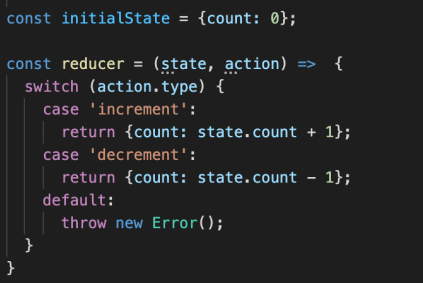 const initialState = {count: 0};
const reducer = (state, action) => {
switch (action.type) {
case 'increment':
return {count: state.count + 1};
case 'decrement':
return {count: state.count - 1};
default:
throw new Error();
}
}